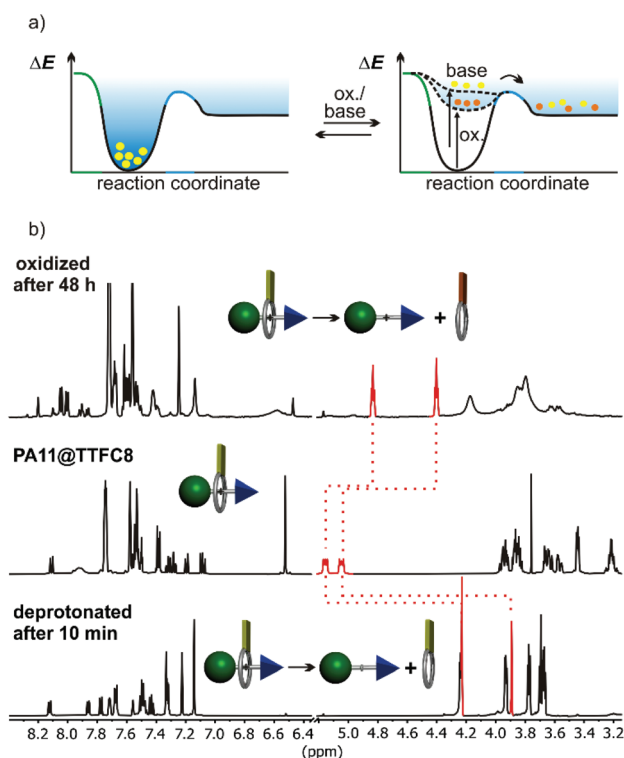 a)
ΔE
reaction coordinate
ox./
base
ΔE
base
ox.
reaction coordinate
b)
oxidized
after 48 h
+
+
PA11@TTFC8
+
deprotonated
after 10 min
+
+
8.2 8.0 7.8 7.6 7.4 7.2 7.0 6.8 6.6 6.4 5.0 4.8 4.6 4.4 4.2 4.0 3.8 3.6 3.4 3.2
(ppm)